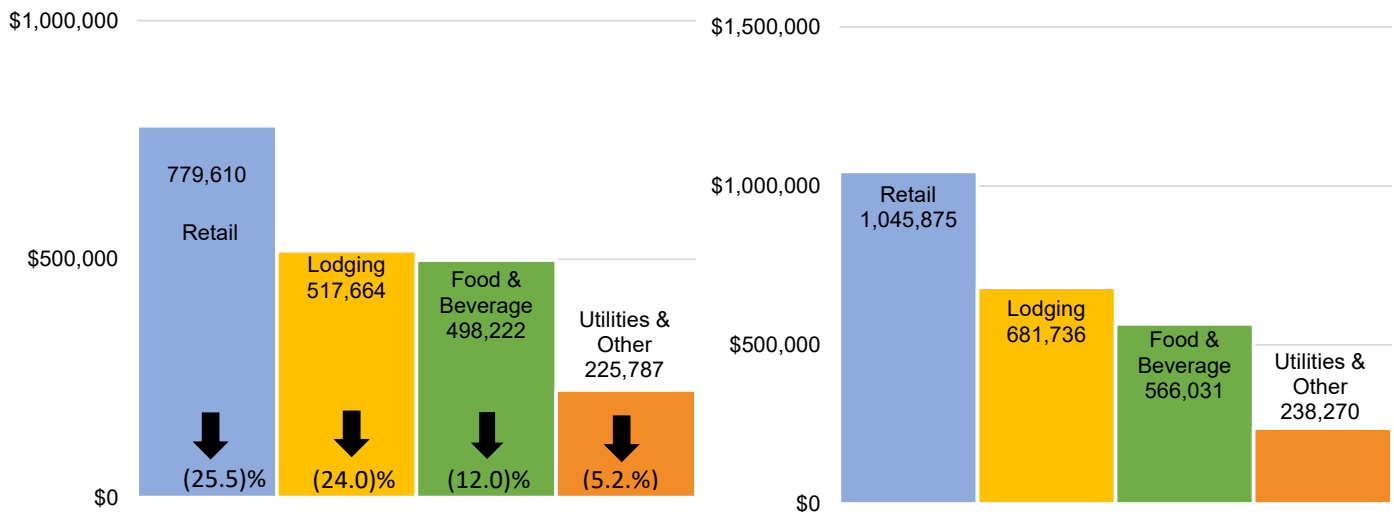 $1,000,000
$500,000
$0
779,610
Retail
Lodging
517,664
Food &
Beverage
498,222
Utilities &
Other
225,787
(25.5)%
(24.0)%
(12.0)%
(5.2.%)
$1,500,000
$1,000,000
$500,000
$0
Retail
1,045,875
Lodging
681,736
Food &
Beverage
566,031
Utilities &
Other
238,270